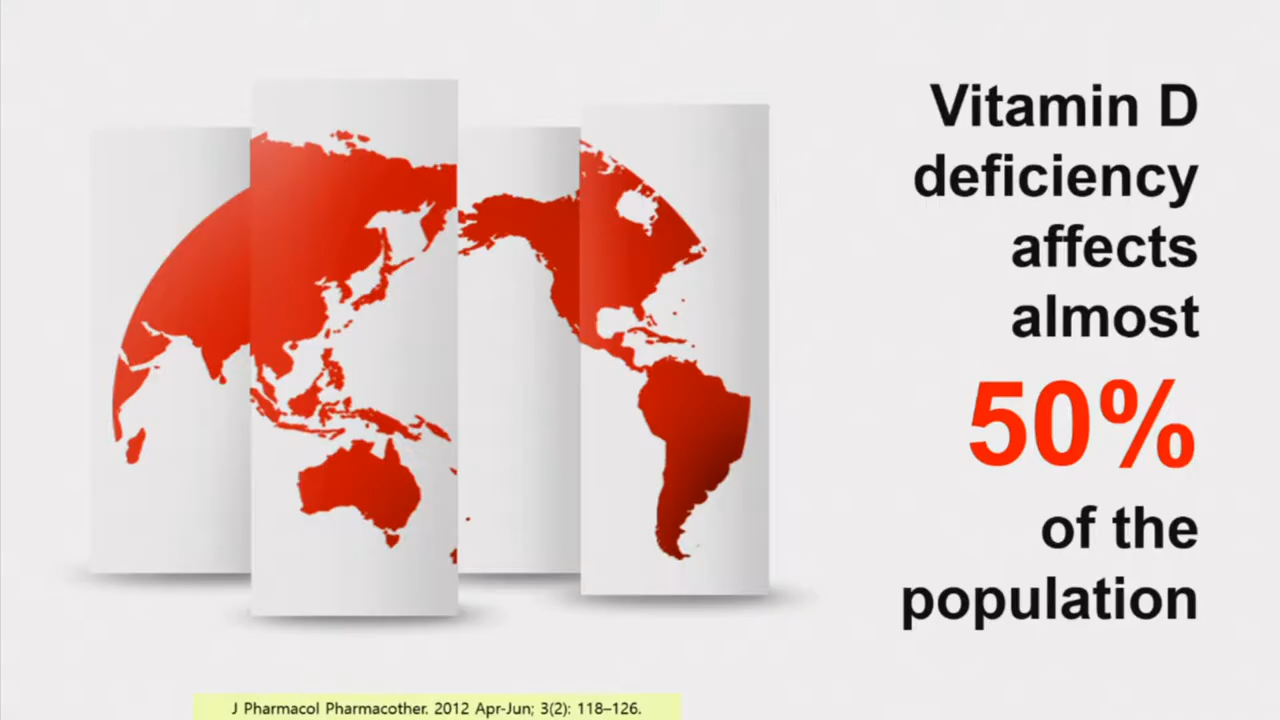 Vitamin D
deficiency
affects
almost
50%
of the
population
J Pharmacol Pharmacother. 2012 Apr-Jun; 3(2): 118–126.